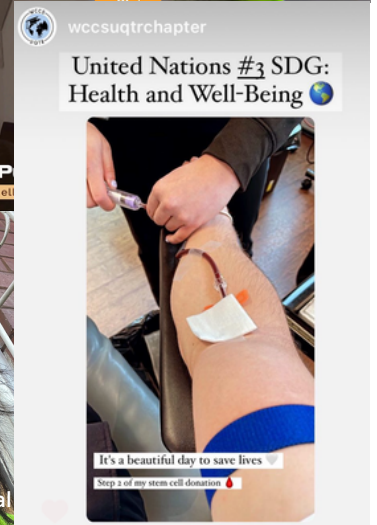 wccsuqtrchapter
United Nations #3 SDG:
Health and Well-Being 🌎
It's a beautiful day to save lives 🤍
Step 2 of my stem cell donation 🩸